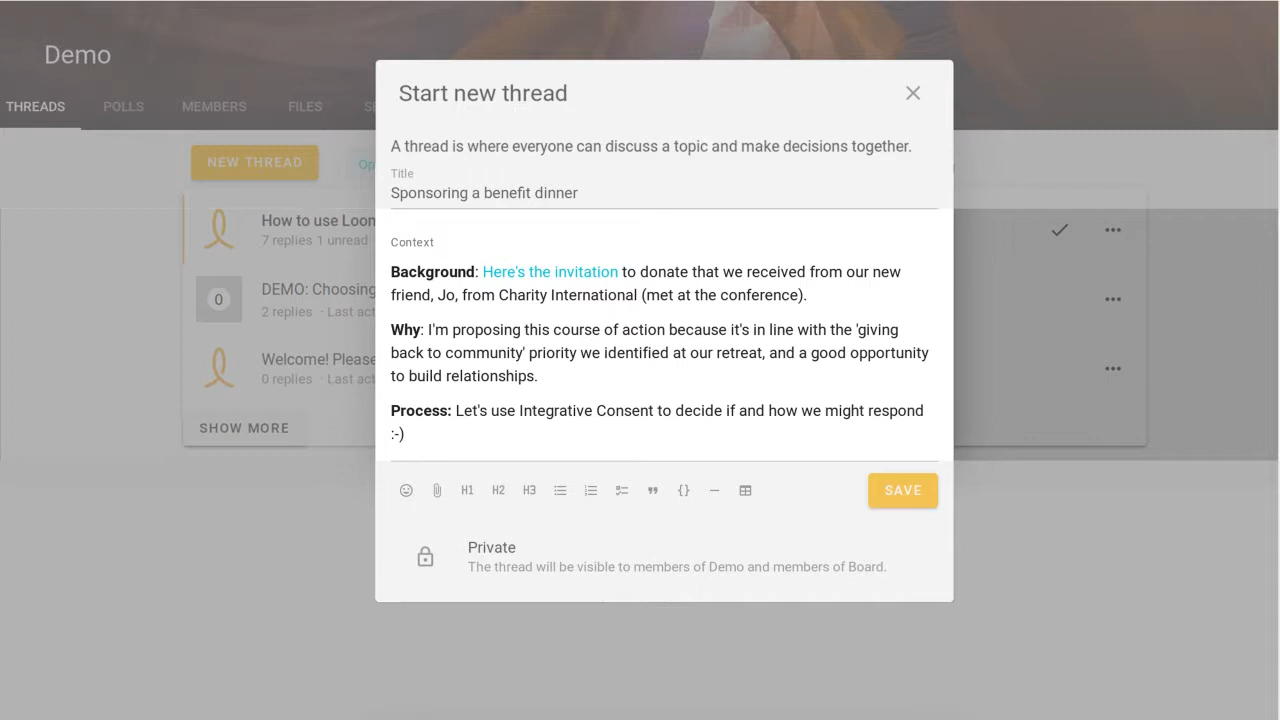 Demo
THREADS POLLS MEMBERS FILES
NEW THREAD
How to use Loom
7 replies 1 unread
0
DEMO: Choosing
2 replies · Last act
Welcome! Please
0 replies · Last act
SHOW MORE
Start new thread
A thread is where everyone can discuss a topic and make decisions together.
Title
Sponsoring a benefit dinner
Context
Background: Here's the invitation to donate that we received from our new
friend, Jo, from Charity International (met at the conference).
Why: I'm proposing this course of action because it's in line with the 'giving
back to community' priority we identified at our retreat, and a good opportunity
to build relationships.
Process: Let's use Integrative Consent to decide if and how we might respond
:-)
H1 H2 H3
SAVE
Private
The thread will be visible to members of Demo and members of Board.